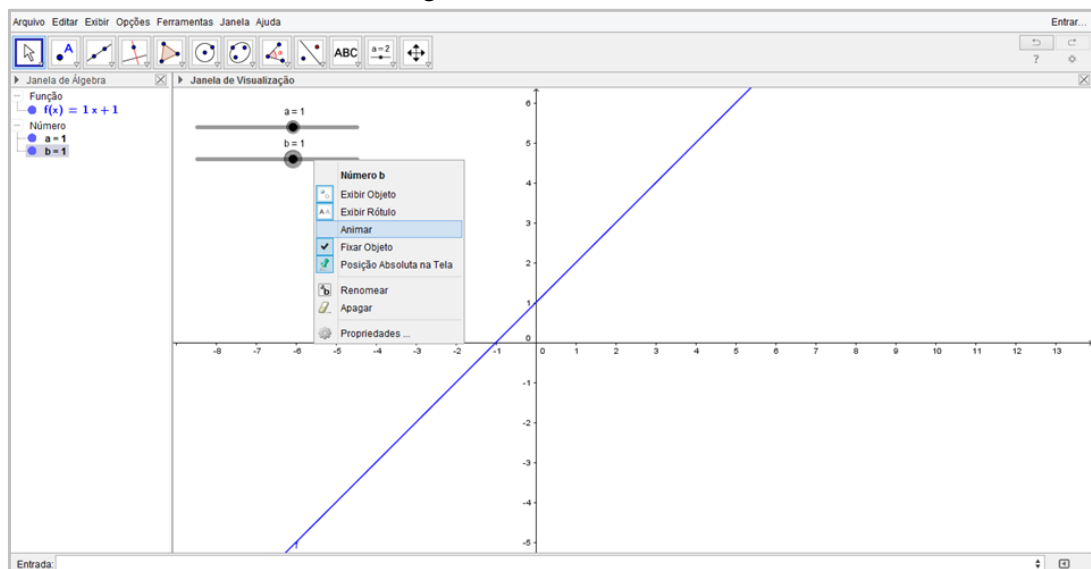 Arquivo Editar Exibir Opções Ferramentas Janela Ajuda
Entrar...
A
α
ABC
a=2
?
Janela de Álgebra
Janela de Visualização
Função
f(x) = 1 x + 1
Número
a = 1
b = 1
a = 1
b = 1
Número b
Exibir Objeto
AA Exibir Rótulo
Animar
Fixar Objeto
Posição Absoluta na Tela
Renomear
Apagar
Propriedades ...
6
5
4
3
2
1
0
-8 -7 -6 -5 -4 -3 -2 -1 0 1 2 3 4 5 6 7 8 9 10 11 12 13
-1
-2
-3
-4
-5
f
Entrada: